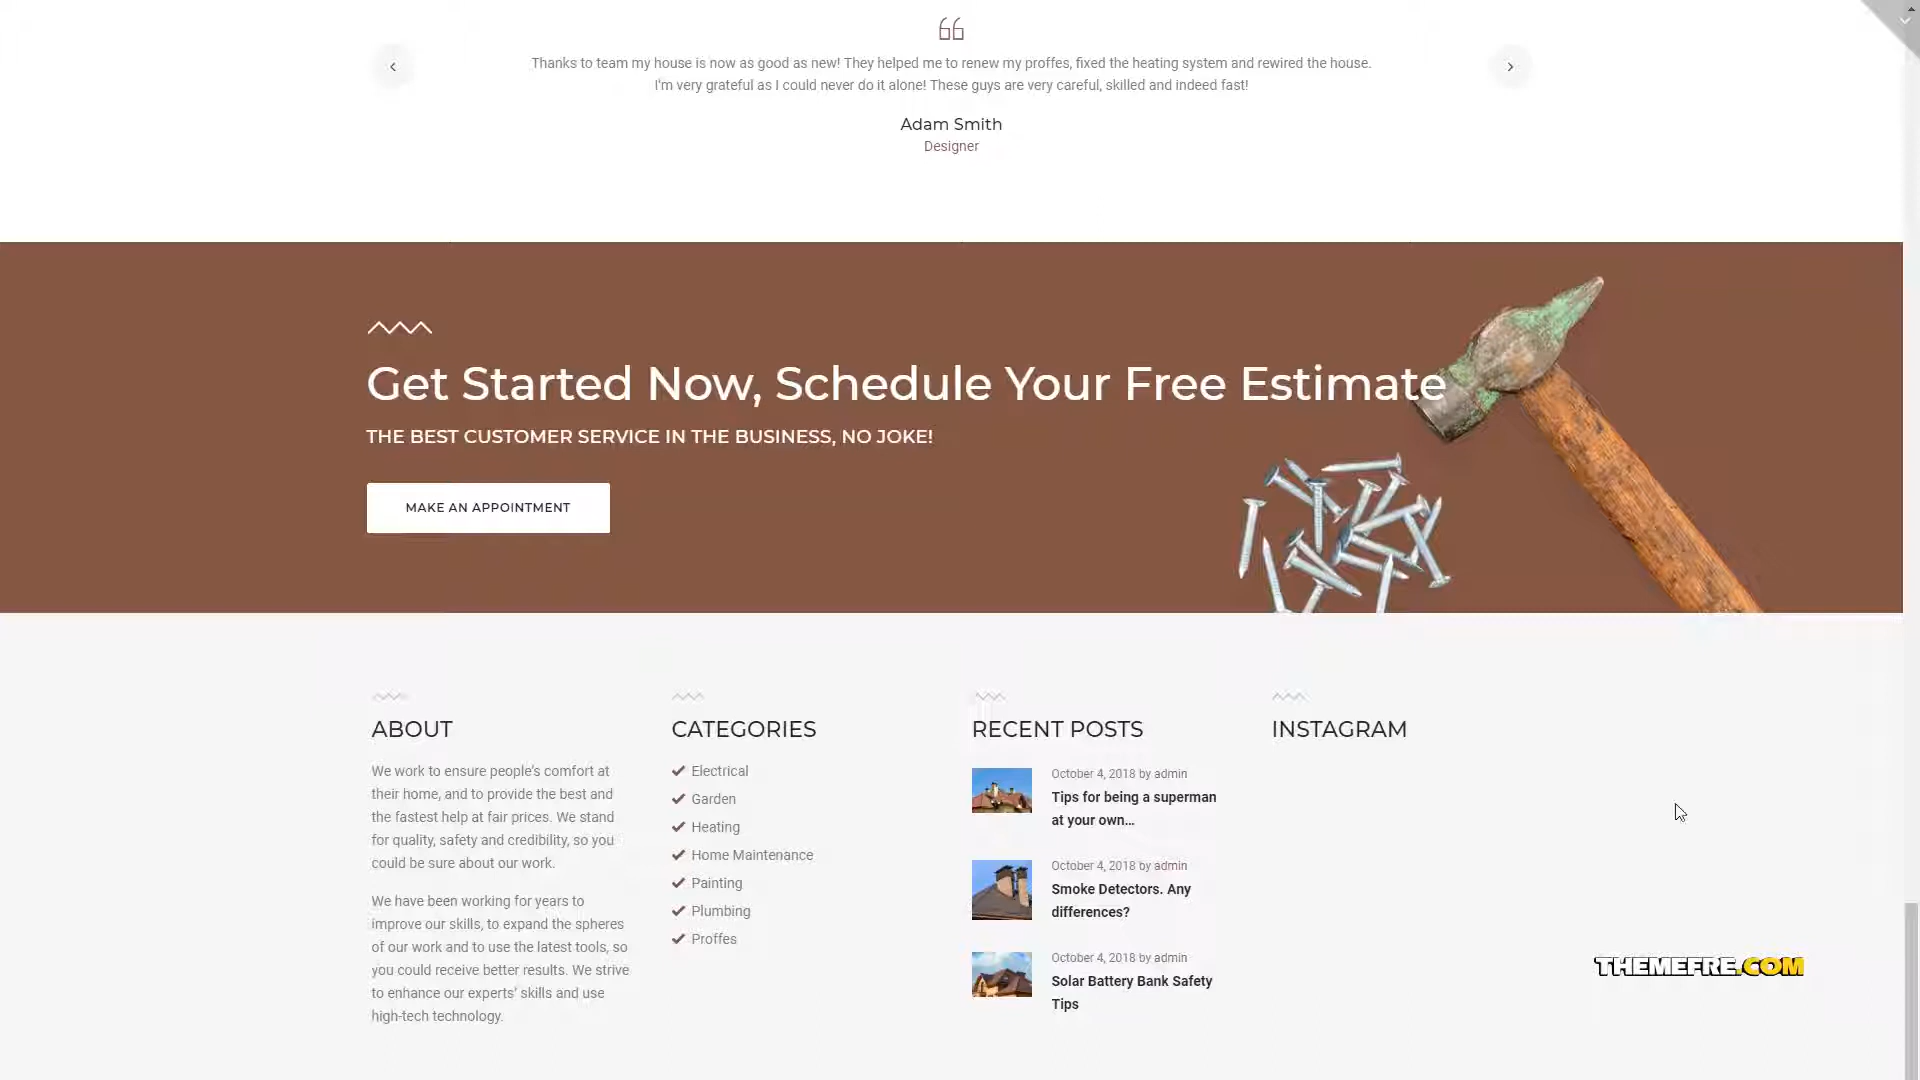 Thanks to team my house is now as good as new! They helped me to renew my proffes, fixed the heating system and rewired the house.
I'm very grateful as I could never do it alone! These guys are very careful, skilled and indeed fast!
Adam Smith
Designer
Get Started Now, Schedule Your Free Estimate
THE BEST CUSTOMER SERVICE IN THE BUSINESS, NO JOKE!
MAKE AN APPOINTMENT
ABOUT
We work to ensure people's comfort at
their home, and to provide the best and
the fastest help at fair prices. We stand
for quality, safety and credibility, so you
could be sure about our work.
We have been working for years to
improve our skills, to expand the spheres
of our work and to use the latest tools, so
you could receive better results. We strive
to enhance our experts' skills and use
high-tech technology.
CATEGORIES
Electrical
Garden
Heating
Home Maintenance
Painting
Plumbing
Proffes
RECENT POSTS
October 4, 2018 by admin
Tips for being a superman
at your own...
October 4, 2018 by admin
Smoke Detectors. Any
differences?
October 4, 2018 by admin
Solar Battery Bank Safety
Tips
INSTAGRAM
THEMEFRE.COM